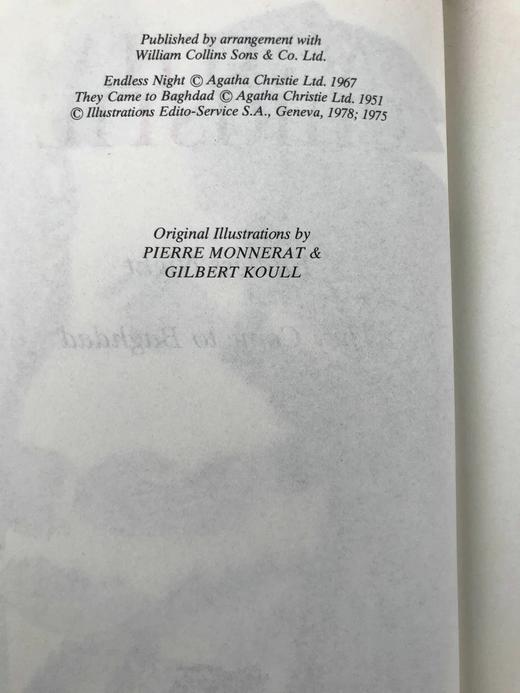 Published by arrangement with
William Collins Sons & Co. Ltd.
Endless Night © Agatha Christie Ltd. 1967
They Came to Baghdad © Agatha Christie Ltd. 1951
© Illustrations Edito-Service S.A., Geneva, 1978; 1975
Original Illustrations by
PIERRE MONNERAT &
GILBERT KOULL